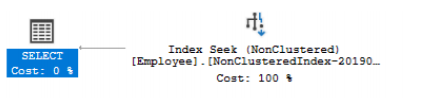 SELECT
Cost: 0 %
Index Seek (NonClustered)
[Employee].[NonClusteredIndex-20190…
Cost: 100 %